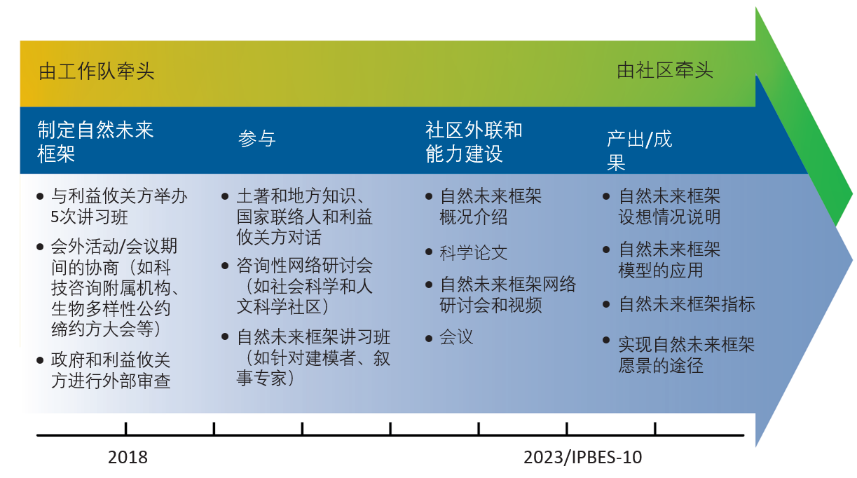 由工作队牵头
由社区牵头
制定自然未来
框架
参与
社区外联和
能力建设
产出/成
果
● 与利益攸关方举办
5次讲习班
● 会外活动/会议期
间的协商（如科
技咨询附属机构、
生物多样性公约
缔约方大会等）
● 政府和利益攸关
方进行外部审查
● 土著和地方知识、
国家联络人和利益
攸关方对话
● 咨询性网络研讨会
（如社会科学和人
文科学社区）
● 自然未来框架讲习班
（如针对建模者、叙
事专家）
● 自然未来框架
概况介绍
● 科学论文
● 自然未来框架网络
研讨会和视频
● 会议
● 自然未来框架
设想情况说明
● 自然未来框架
模型的应用
● 自然未来框架指标
● 实现自然未来框架
愿景的途径
2018
2023/IPBES-10